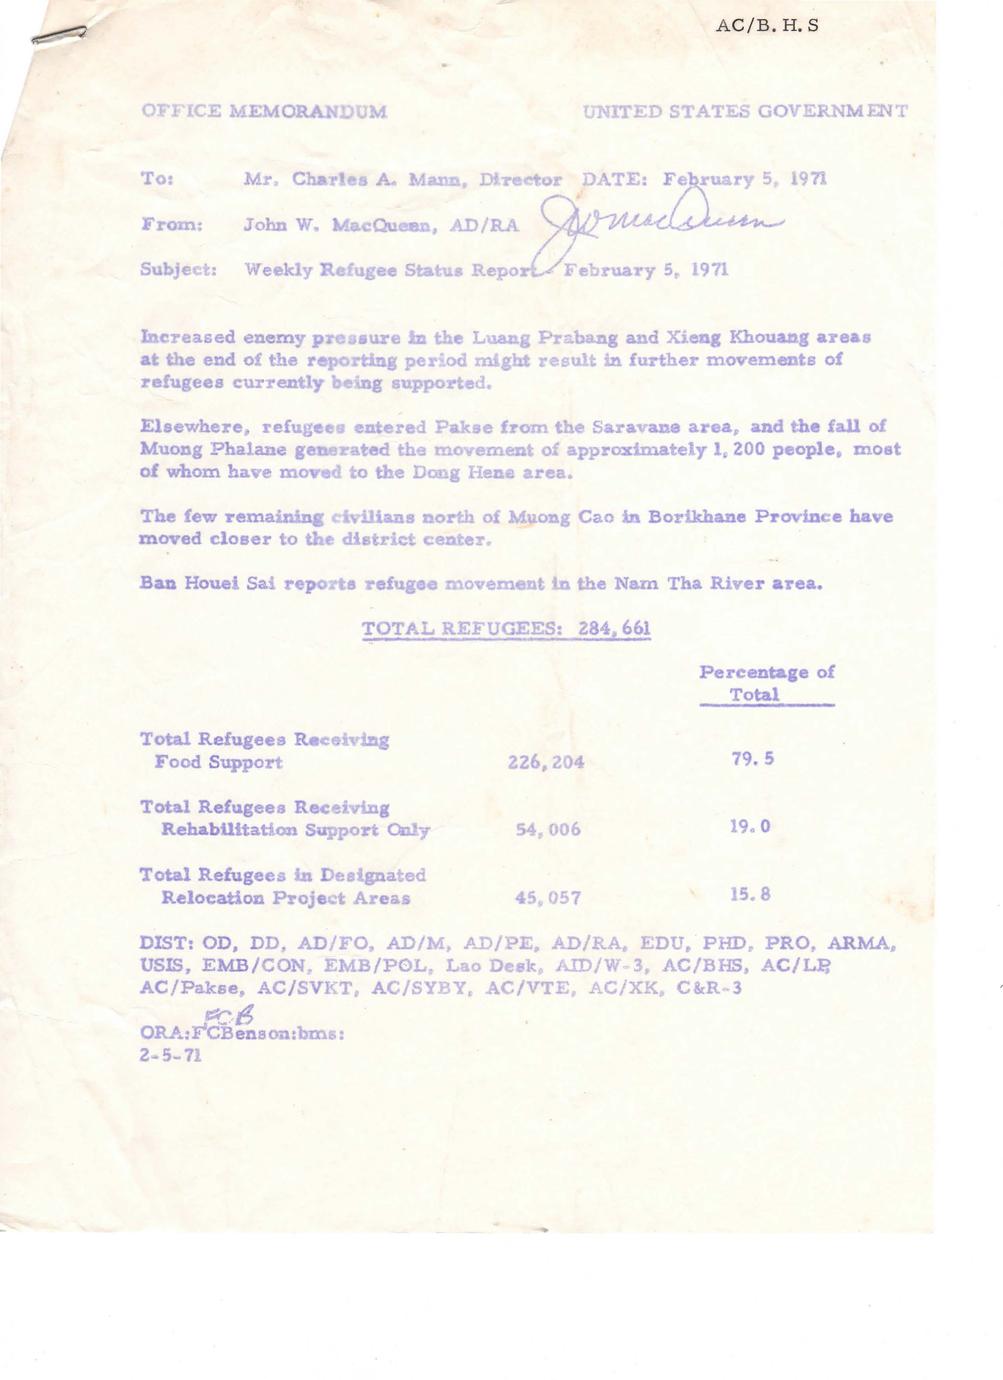 AC/B. H. S
OFFICE MEMORANDUM UNITED STATES GOVERNMENT
To: Mr. Charles A. Mann, Director DATE: February 5, 1971
From: John W. MacQueen, AD/RA JWMacQueen
Subject: Weekly Refugee Status Report - February 5, 1971
Increased enemy pressure in the Luang Prabang and Xieng Khouang areas
at the end of the reporting period might result in further movements of
refugees currently being supported.
Elsewhere, refugees entered Pakse from the Saravane area, and the fall of
Muong Phalane generated the movement of approximately 1, 200 people, most
of whom have moved to the Dong Hene area.
The few remaining civilians north of Muong Cao in Borikhane Province have
moved closer to the district center.
Ban Houei Sai reports refugee movement in the Nam Tha River area.
TOTAL REFUGEES: 284, 661
Percentage of
Total
Total Refugees Receiving
Food Support 226, 204 79. 5
Total Refugees Receiving
Rehabilitation Support Only 54, 006 19. 0
Total Refugees in Designated
Relocation Project Areas 45, 057 15. 8
DIST: OD, DD, AD/FO, AD/M, AD/PE, AD/RA, EDU, PHD, PRO, ARMA,
USIS, EMB/CON, EMB/POL, Lao Desk, AID/W-3, AC/BHS, AC/LP,
AC/Pakse, AC/SVKT, AC/SYBY, AC/VTE, AC/XK, C&R-3
FCB
ORA:FCBenson:bms:
2-5-71